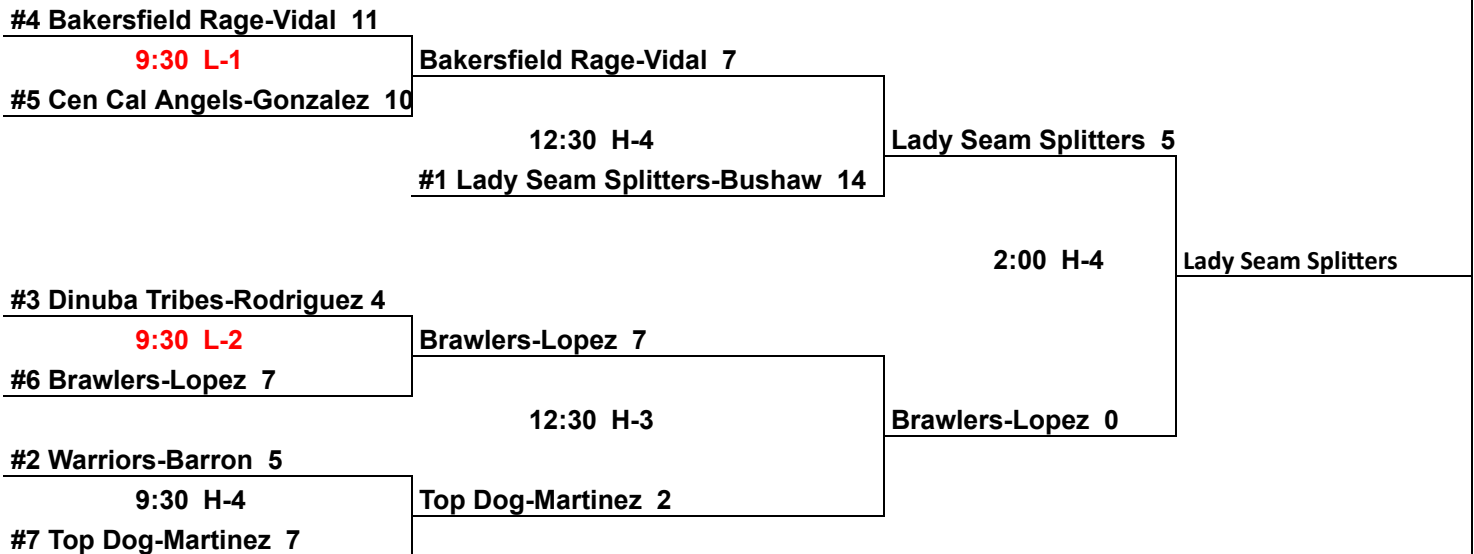 #4 Bakersfield Rage-Vidal 11
9:30 L-1
Bakersfield Rage-Vidal 7
#5 Cen Cal Angels-Gonzalez 10
12:30 H-4
Lady Seam Splitters 5
#1 Lady Seam Splitters-Bushaw 14
2:00 H-4
Lady Seam Splitters
#3 Dinuba Tribes-Rodriguez 4
9:30 L-2
Brawlers-Lopez 7
#6 Brawlers-Lopez 7
12:30 H-3
Brawlers-Lopez 0
#2 Warriors-Barron 5
9:30 H-4
Top Dog-Martinez 2
#7 Top Dog-Martinez 7